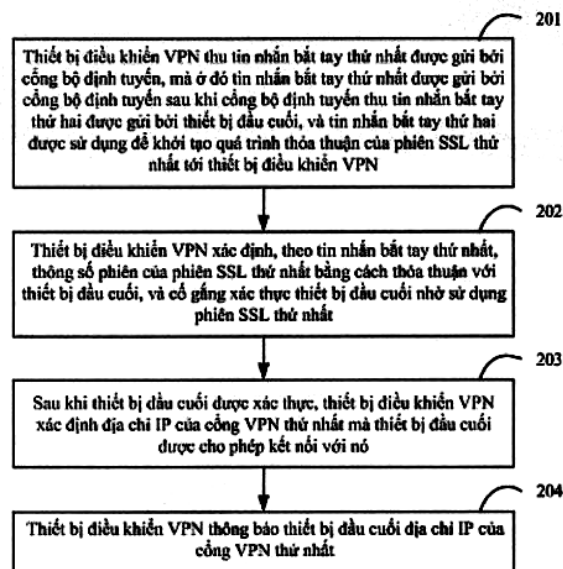 201
Thiết bị điều khiển VPN thu tin nhắn bắt tay thứ nhất được gửi bởi
cổng bộ định tuyến, mà ở đó tin nhắn bắt tay thứ nhất được gửi bởi
cổng bộ định tuyến sau khi cổng bộ định tuyến thu tin nhắn bắt tay
thứ hai được gửi bởi thiết bị đầu cuối, và tin nhắn bắt tay thứ hai
được sử dụng để khởi tạo quá trình thỏa thuận của phiên SSL thứ
nhất tới thiết bị điều khiển VPN
202
Thiết bị điều khiển VPN xác định, theo tin nhắn bắt tay thứ nhất,
thông số phiên của phiên SSL thứ nhất bằng cách thỏa thuận với
thiết bị đầu cuối, và cố gắng xác thực thiết bị đầu cuối nhờ sử dụng
phiên SSL thứ nhất
203
Sau khi thiết bị đầu cuối được xác thực, thiết bị điều khiển VPN
xác định địa chỉ IP của cổng VPN thứ nhất mà thiết bị đầu cuối
được cho phép kết nối với nó
204
Thiết bị điều khiển VPN thông báo thiết bị đầu cuối địa chỉ IP của
cổng VPN thứ nhất